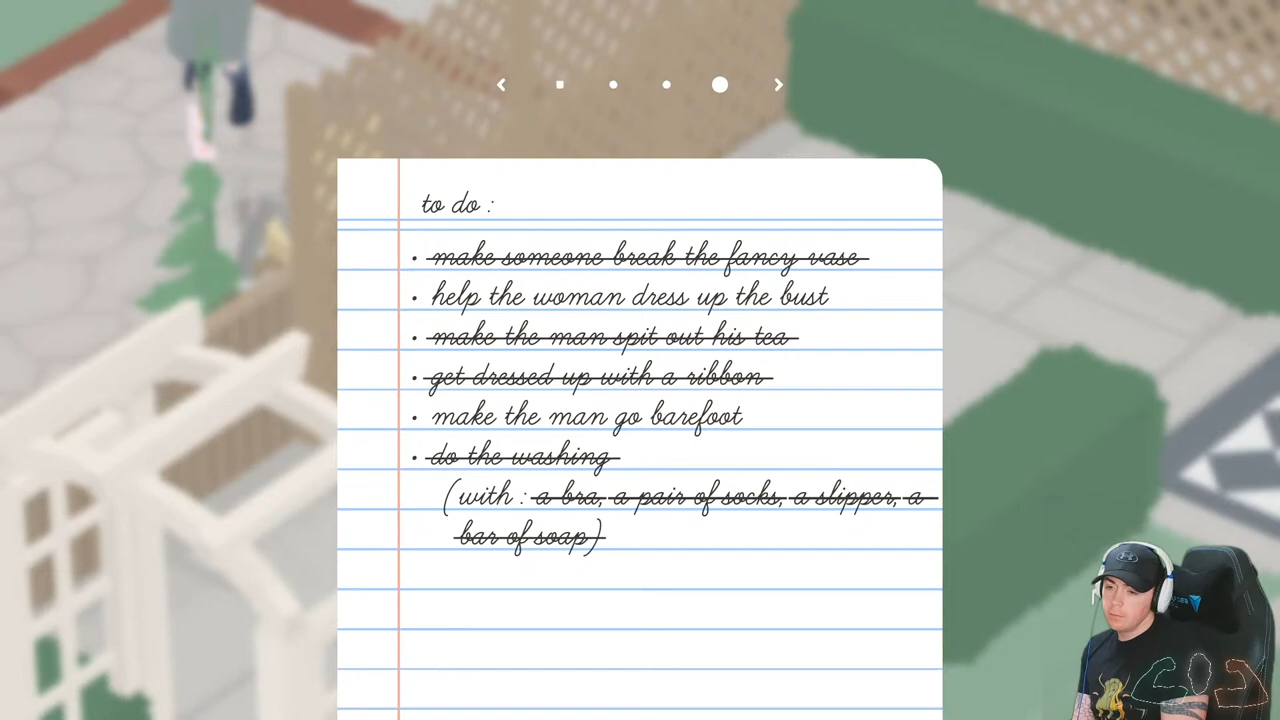 to do :
• make someone break the fancy vase
• help the woman dress up the bust
• make the man spit out his tea
• get dressed up with a ribbon
• make the man go barefoot
• do the washing
(with : a bra, a pair of socks, a slipper, a
bar of soap)